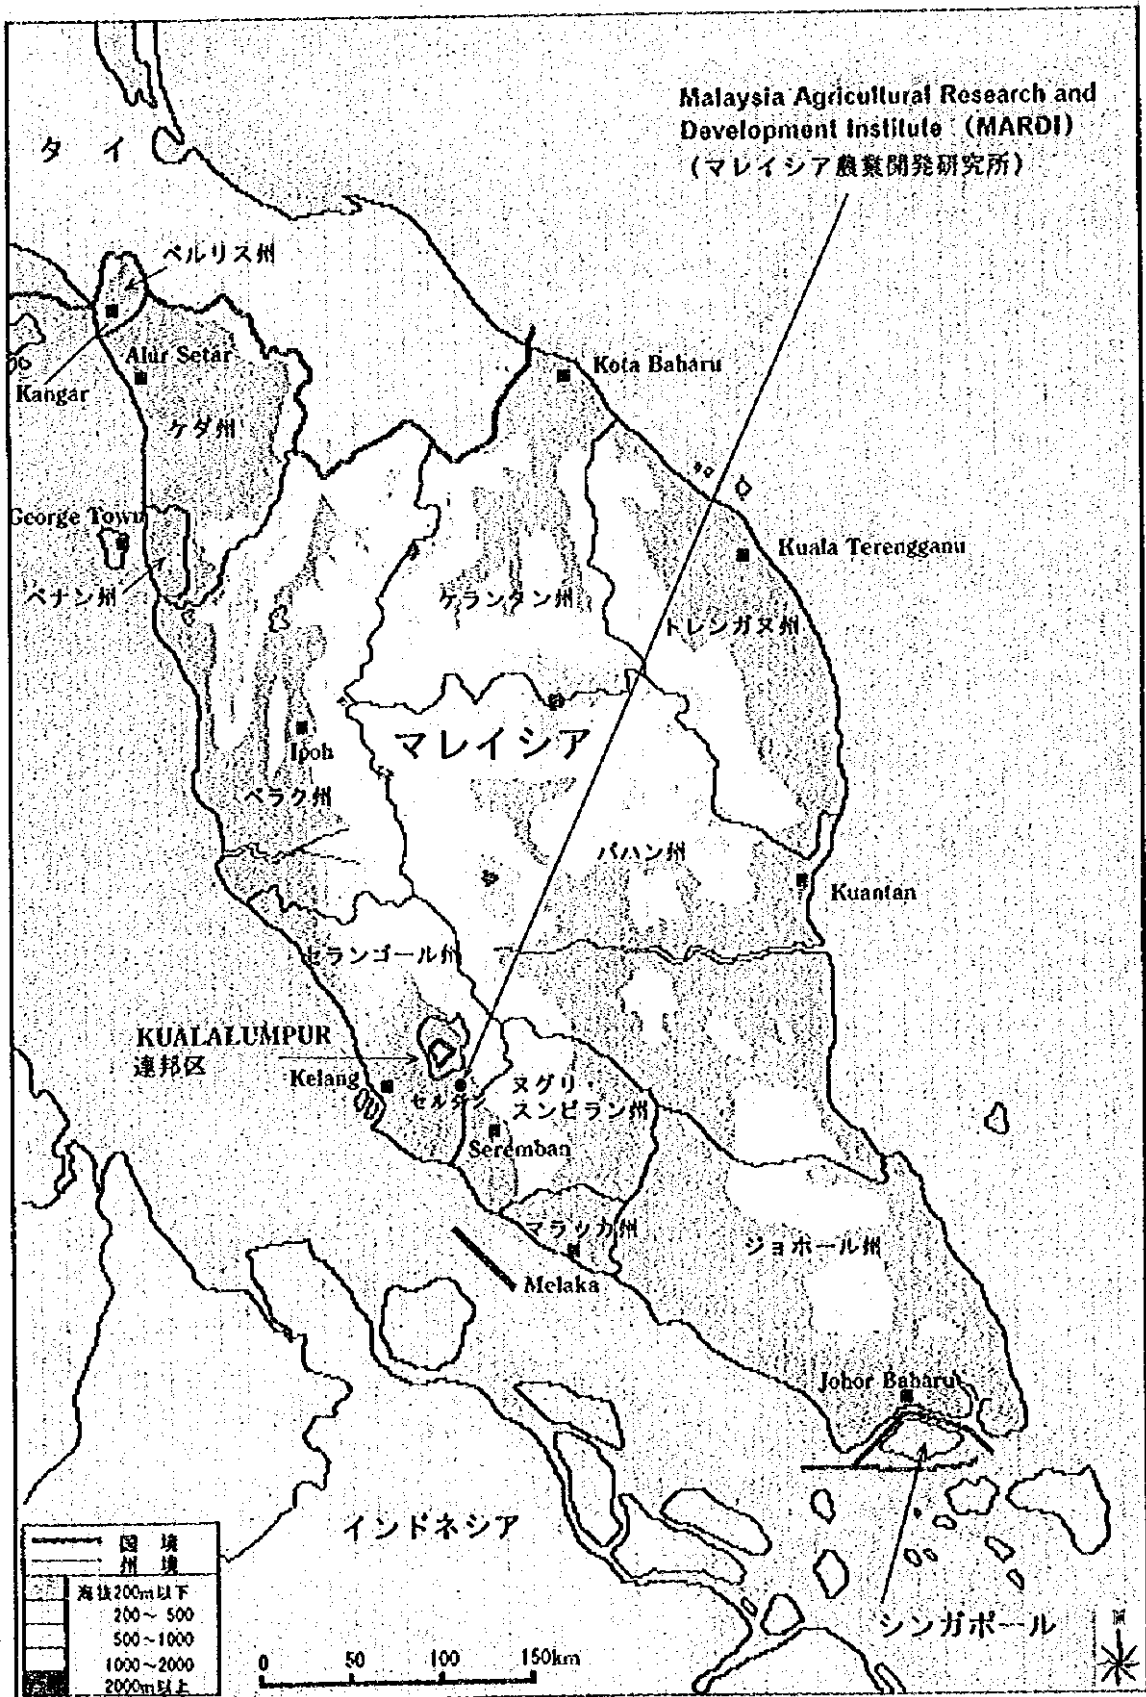 Malaysia Agricultural Research and
Development Institute (MARDI)
(マレイシア農業開発研究所)
タイ
ペルリス州
Alur Setar
Kangar
ケダ州
Kota Baharu
George Town
ペナン州
Kuala Terengganu
ケランタン州
トレンガヌ州
マレイシア
Ipoh
ペラク州
パハン州
Kuantan
セランゴール州
KUALALUMPUR
連邦区
Kelang
セルダン
ヌグリ・
スンビラン州
Seremban
マラッカ州
Melaka
ジョホール州
Johor Baharu
インドネシア
シンガポール
国境
州境
海抜200m以下
200～500
500～1000
1000～2000
2000m以上
0 50 100 150km
N